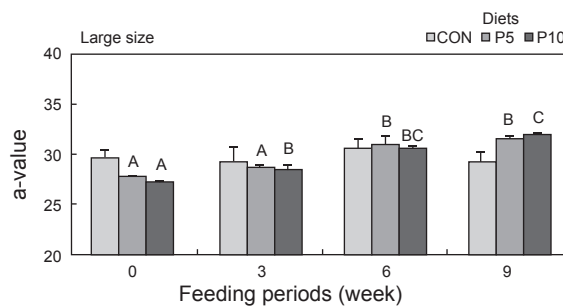 Diets
Large size
CON P5 P10
40
35
30
25
20
a-value
A A
A B
B BC
B C
0 3 6 9
Feeding periods (week)